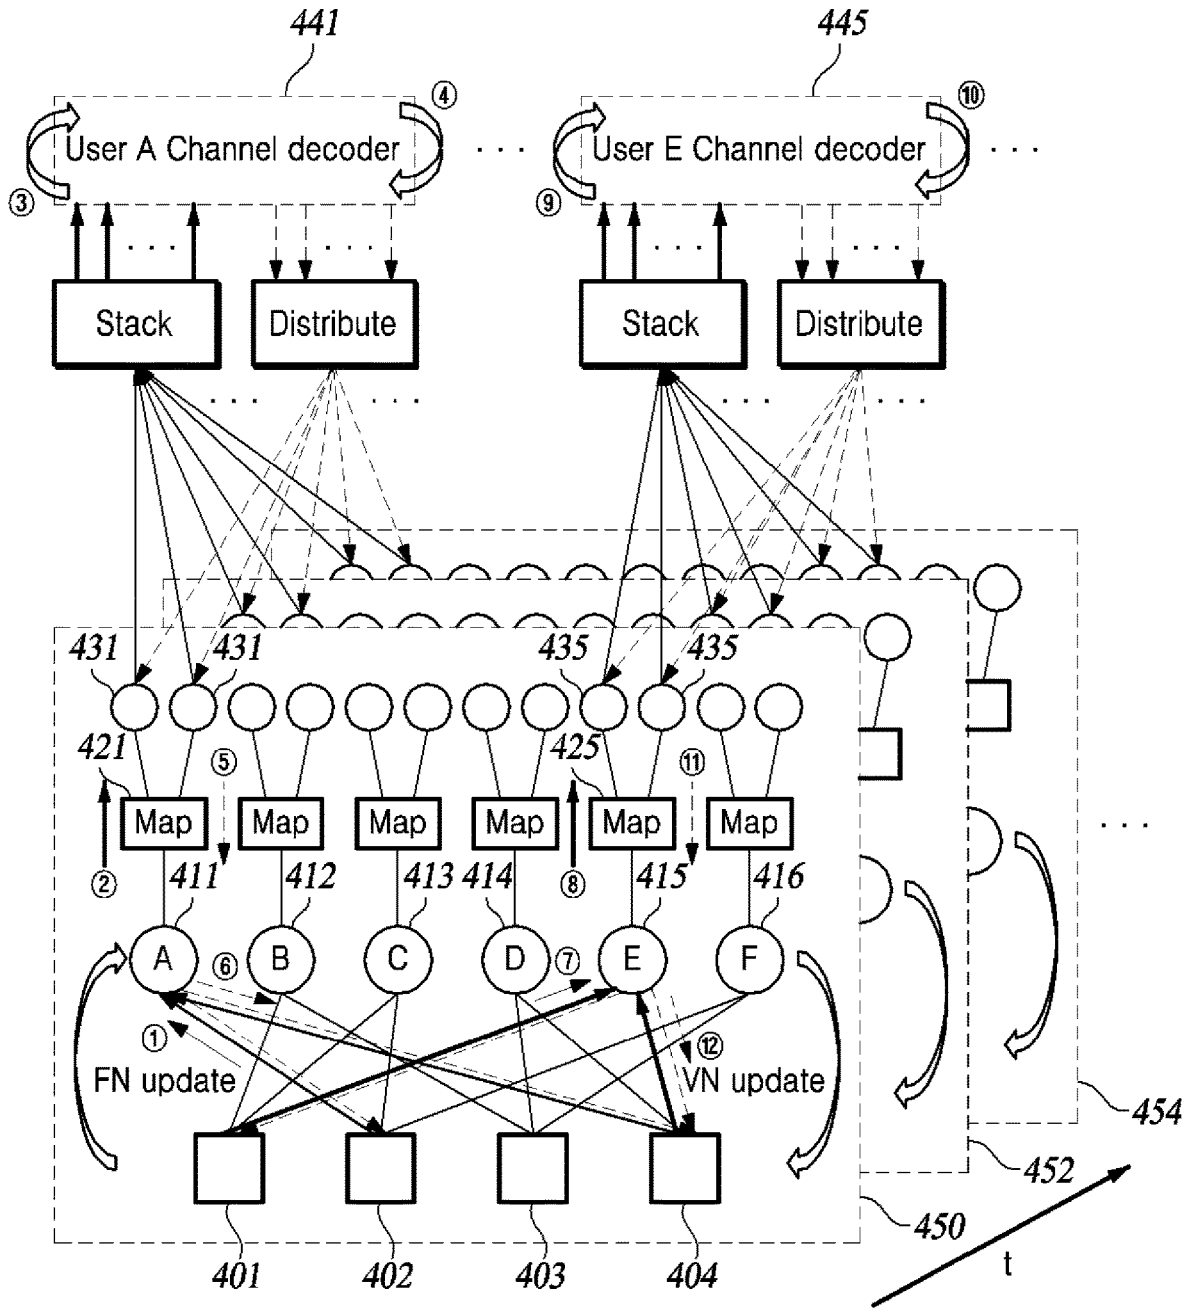 441
445
④
⑩
User A Channel decoder
. . .
User E Channel decoder
. . .
③
⑨
. . .
. . .
. . .
. . .
Stack
Distribute
Stack
Distribute
. . .
. . .
. . .
. . .
431
431
435
435
421
⑤
425
⑪
Map
Map
Map
Map
Map
Map
. . .
②
411
412
413
414
⑧
415
416
A
B
C
D
E
F
⑥
⑦
①
⑫
FN update
VN update
454
452
450
401
402
403
404
t